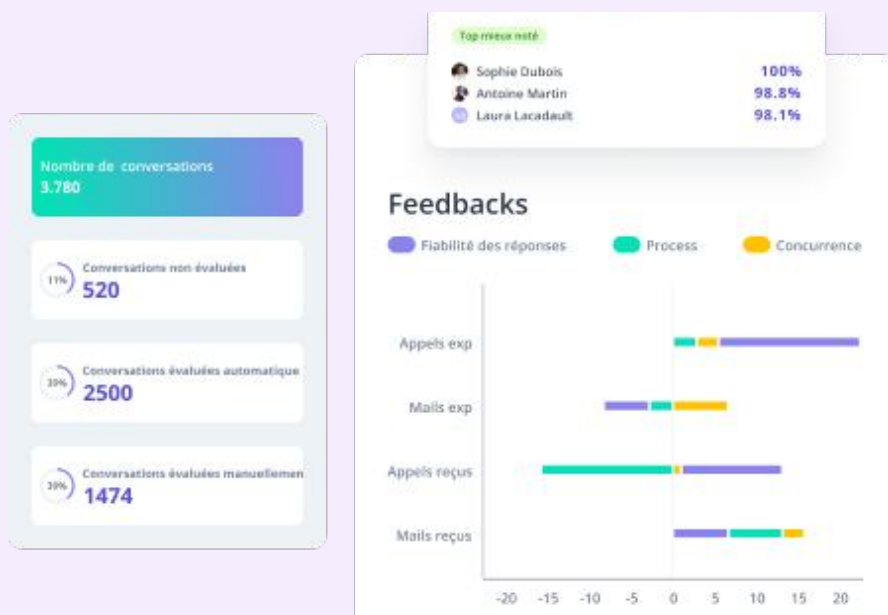 Top mieux noté
Sophie Dubois 100%
Antoine Martin 98.8%
Laura Lacadault 98.1%
Nombre de conversations
3.780
Conversations non évaluées
11%
520
Conversations évaluées automatique
39%
2500
Conversations évaluées manuellemen
39%
1474
Feedbacks
Fiabilité des réponses Process Concurrence
Appels exp
Mails exp
Appels reçus
Mails reçus
-20 -15 -10 -5 0 5 10 15 20